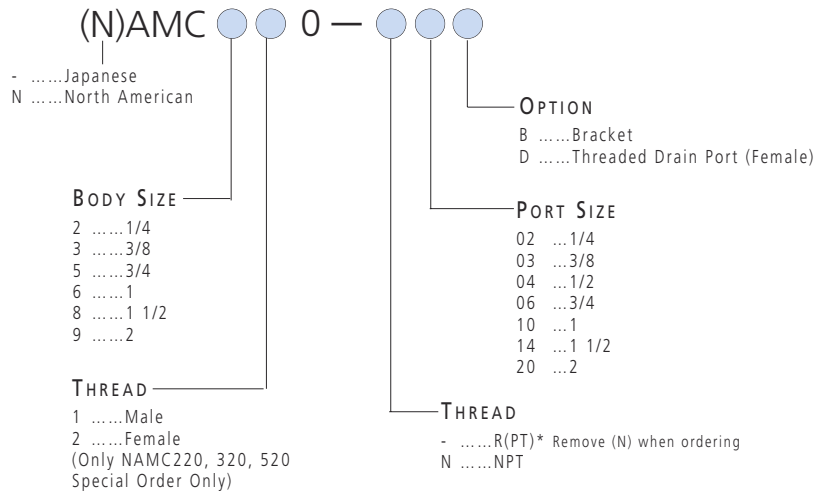 (N)AMC 0 —
- ......Japanese
N ......North American
OPTION
B ......Bracket
D ......Threaded Drain Port (Female)
BODY SIZE
2 ......1/4
3 ......3/8
5 ......3/4
6 ......1
8 ......1 1/2
9 ......2
PORT SIZE
02 ...1/4
03 ...3/8
04 ...1/2
06 ...3/4
10 ...1
14 ...1 1/2
20 ...2
THREAD
1 ......Male
2 ......Female
(Only NAMC220, 320, 520
Special Order Only)
THREAD
- ......R(PT)* Remove (N) when ordering
N ......NPT